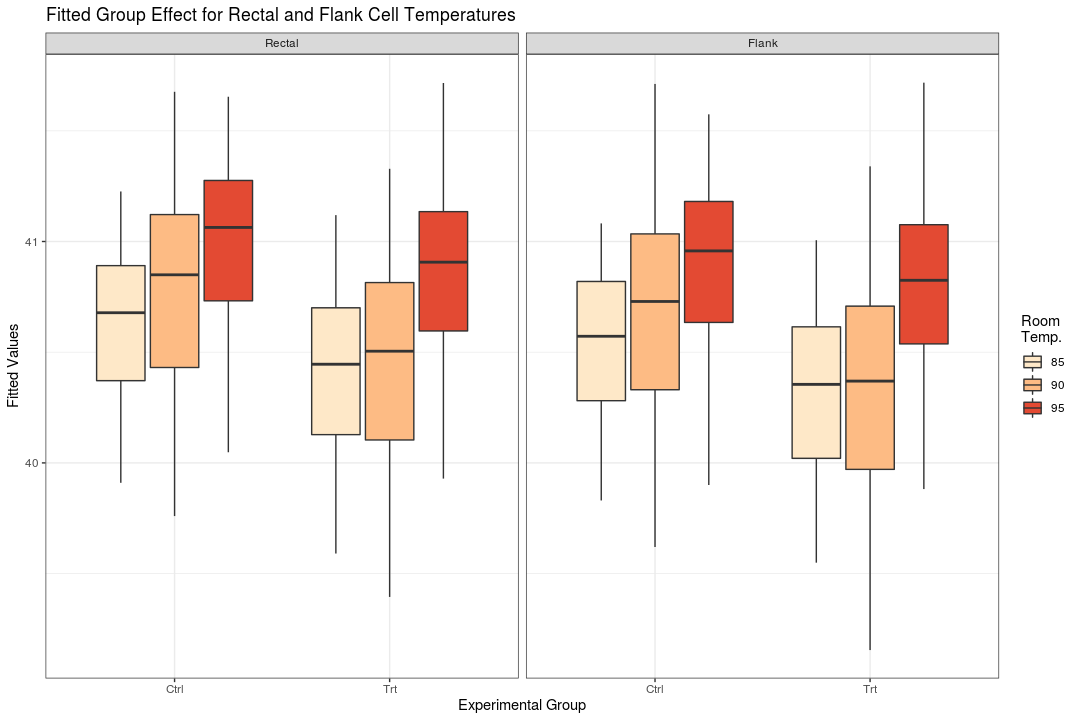 Fitted Group Effect for Rectal and Flank Cell Temperatures
Rectal
Flank
Fitted Values
41
40
Ctrl
Trt
Ctrl
Trt
Experimental Group
Room
Temp.
85
90
95